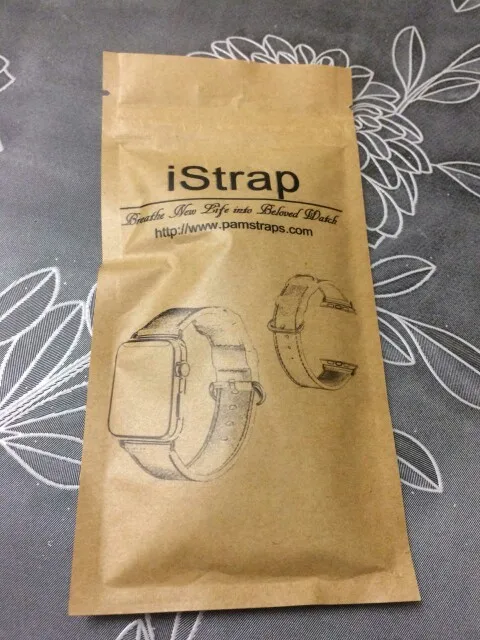 iStrap
Breathe New Life into Beloved Watch
http://www.pamstraps.com